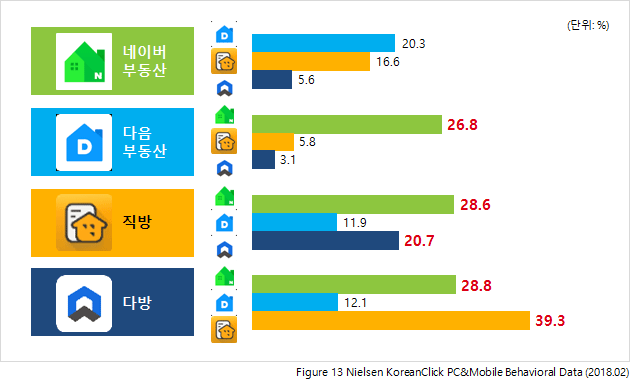 (단위: %)
네이버
부동산
N
20.3
16.6
5.6
다음
부동산
D
26.8
5.8
3.1
직방
28.6
11.9
20.7
다방
28.8
12.1
39.3
Figure 13 Nielsen KoreanClick PC&Mobile Behavioral Data (2018.02)